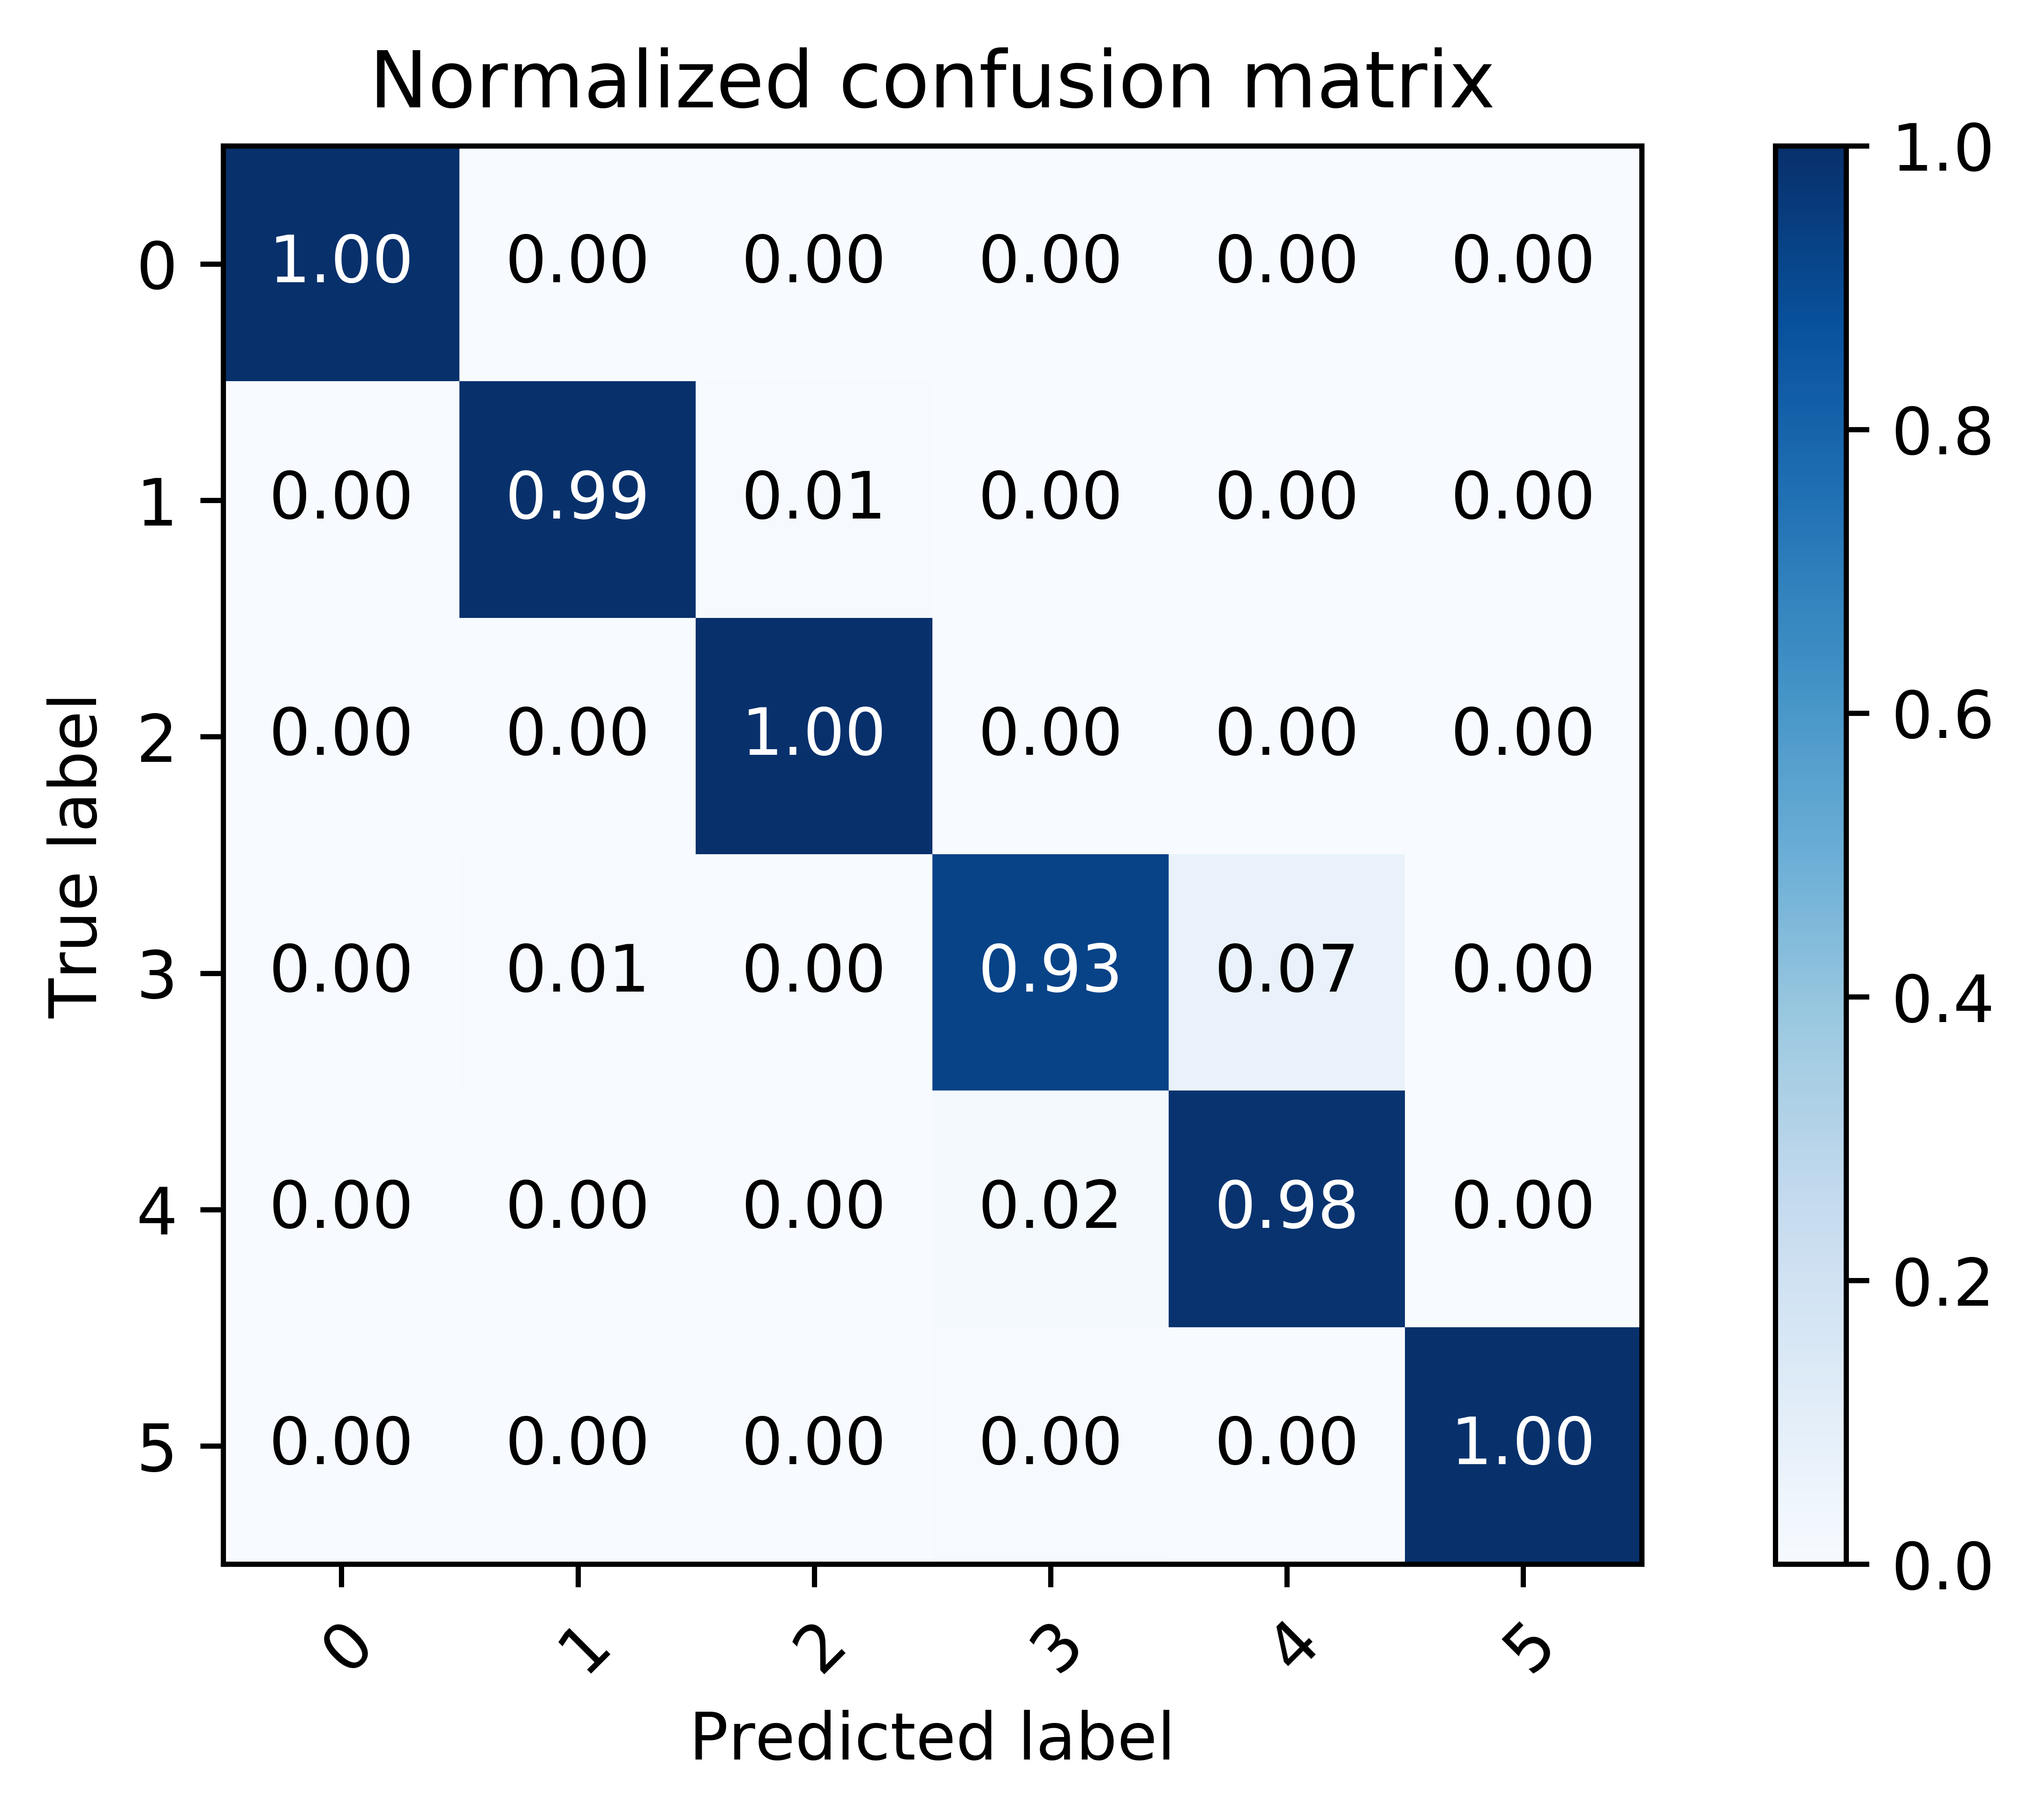 Normalized confusion matrix
0 1.00 0.00 0.00 0.00 0.00 0.00
1 0.00 0.99 0.01 0.00 0.00 0.00
2 0.00 0.00 1.00 0.00 0.00 0.00
3 0.00 0.01 0.00 0.93 0.07 0.00
4 0.00 0.00 0.00 0.02 0.98 0.00
5 0.00 0.00 0.00 0.00 0.00 1.00
True label
0 1 2 3 4 5
Predicted label
1.0
0.8
0.6
0.4
0.2
0.0